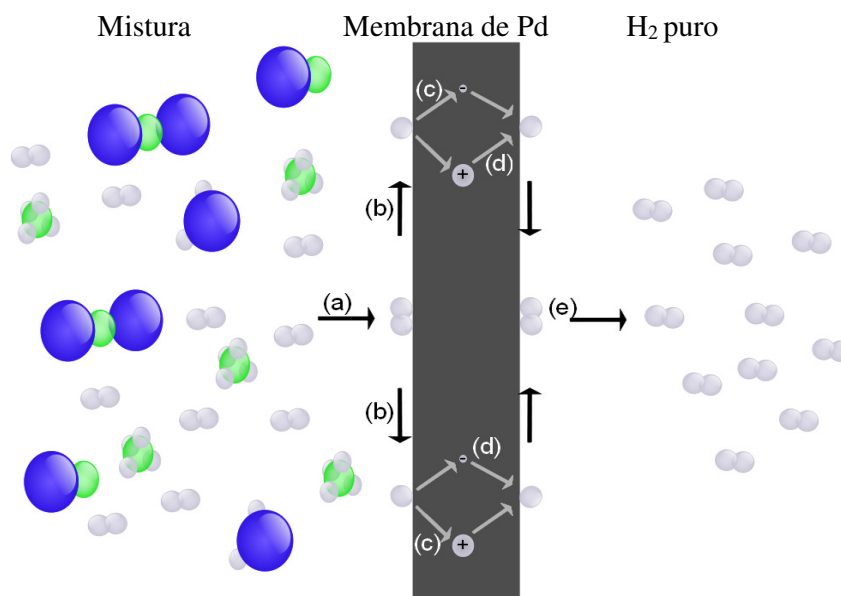 Mistura Membrana de Pd H₂ puro
(c)
-
+
(d)
(b)
(a)
(e)
(b)
(d)
-
(c)
+